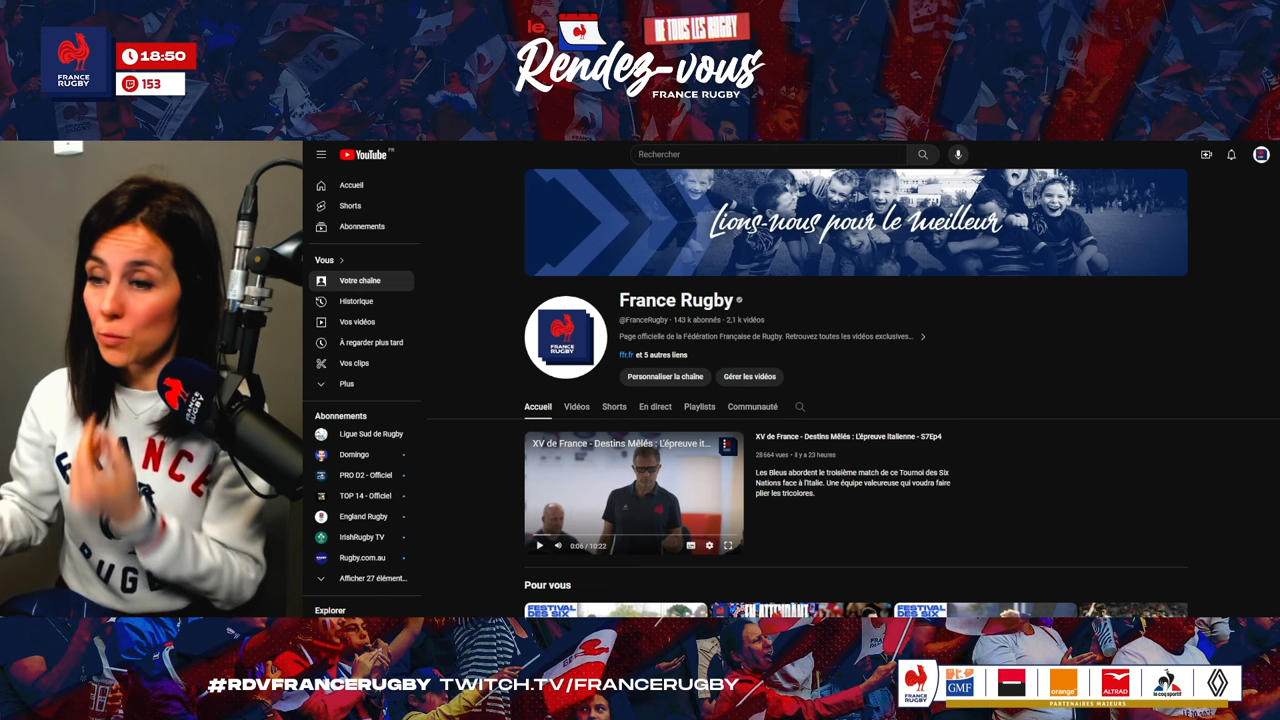 18:50
153
FRANCE
RUGBY
le
DE TOUS LES RUGBY
Rendez-vous
FRANCE RUGBY
YouTube FR
Rechercher
Accueil
Shorts
Abonnements
Vous
Votre chaîne
Historique
Vos vidéos
À regarder plus tard
Vos clips
Plus
Abonnements
Ligue Sud de Rugby
Domingo
PRO D2 - Officiel
TOP 14 - Officiel
England Rugby
IrishRugby TV
Rugby.com.au
Afficher 27 élément...
Explorer
Lions-nous pour le meilleur
FRANCE
RUGBY
France Rugby
@FranceRugby · 143 k abonnés · 2,1 k vidéos
Page officielle de la Fédération Française de Rugby. Retrouvez toutes les vidéos exclusives...
ffr.fr et 5 autres liens
Personnaliser la chaîne
Gérer les vidéos
Accueil
Vidéos
Shorts
En direct
Playlists
Communauté
XV de France - Destins Mêlés : L'épreuve it...
0:06 / 10:22
XV de France - Destins Mêlés : L'épreuve Italienne - S7Ep4
28 664 vues • il y a 23 heures
Les Bleus abordent le troisième match de ce Tournoi des Six
Nations face à l'Italie. Une équipe valeureuse qui voudra faire
plier les tricolores.
Pour vous
FESTIVAL
DES SIX
EN ATTENDANT
FESTIVAL
DES SIX
FRANCE
RUGBY
FRANCE
RUGBY
#RDVFRANCERUGBY TWITCH.TV/FRANCERUGBY
FRANCE
RUGBY
GMF
orange
ALTRAD
le coq sportif
PARTENAIRES MAJEURS